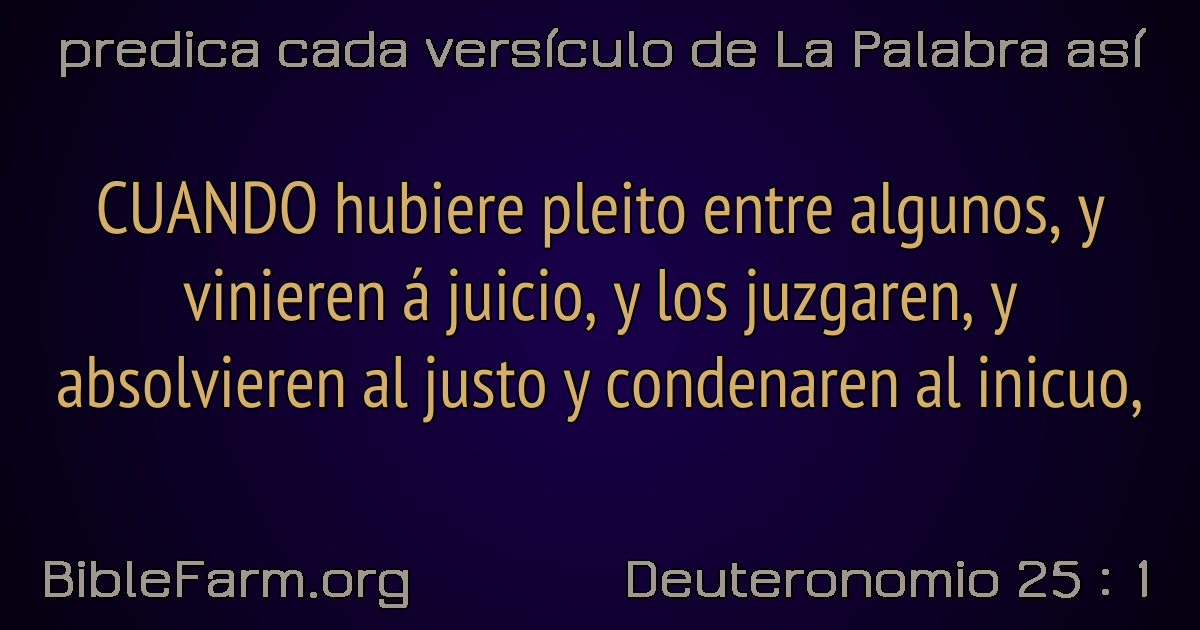 predica cada versículo de La Palabra así
CUANDO hubiere pleito entre algunos, y
vinieren á juicio, y los juzgaren, y
absolvieren al justo y condenaren al inicuo,
BibleFarm.org
Deuteronomio 25 : 1